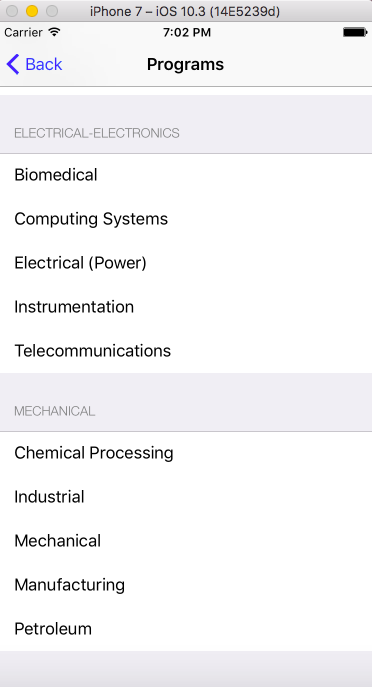 iPhone 7 – iOS 10.3 (14E5239d)
Carrier 7:02 PM
Back Programs
ELECTRICAL-ELECTRONICS
Biomedical
Computing Systems
Electrical (Power)
Instrumentation
Telecommunications
MECHANICAL
Chemical Processing
Industrial
Mechanical
Manufacturing
Petroleum